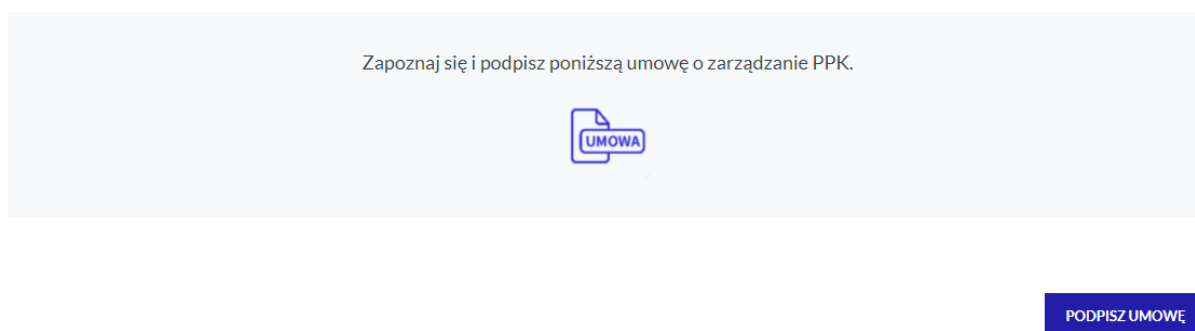 Zapoznaj się i podpisz poniższą umowę o zarządzanie PPK.
UMOWA
PODPISZ UMOWĘ